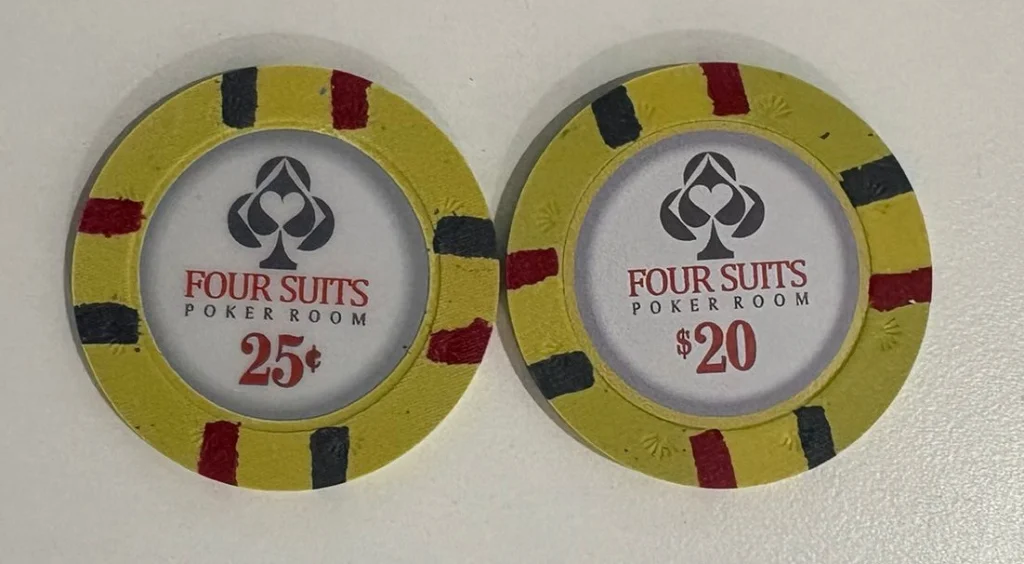 FOUR SUITS
POKER ROOM
25¢
FOUR SUITS
POKER ROOM
$20